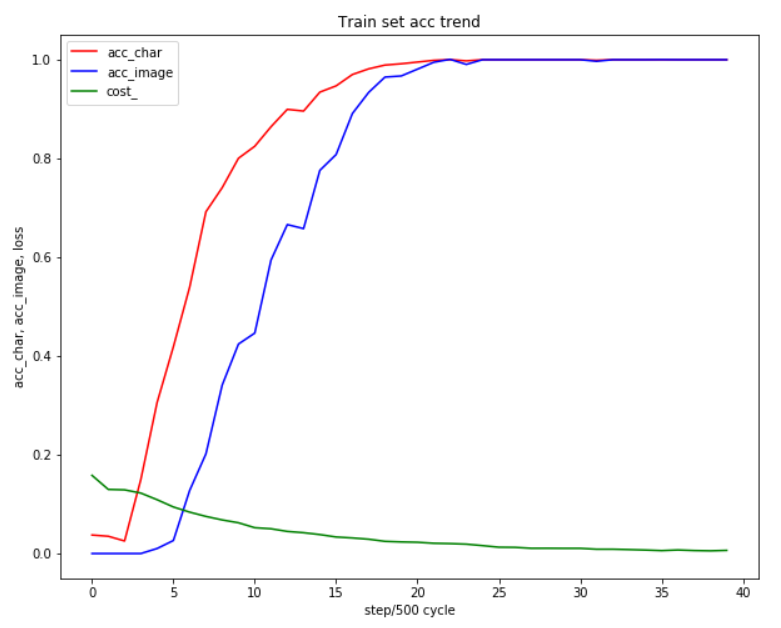 Train set acc trend
acc_char
acc_image
cost_
1.0
0.8
0.6
0.4
0.2
0.0
acc_char, acc_image, loss
0 5 10 15 20 25 30 35 40
step/500 cycle